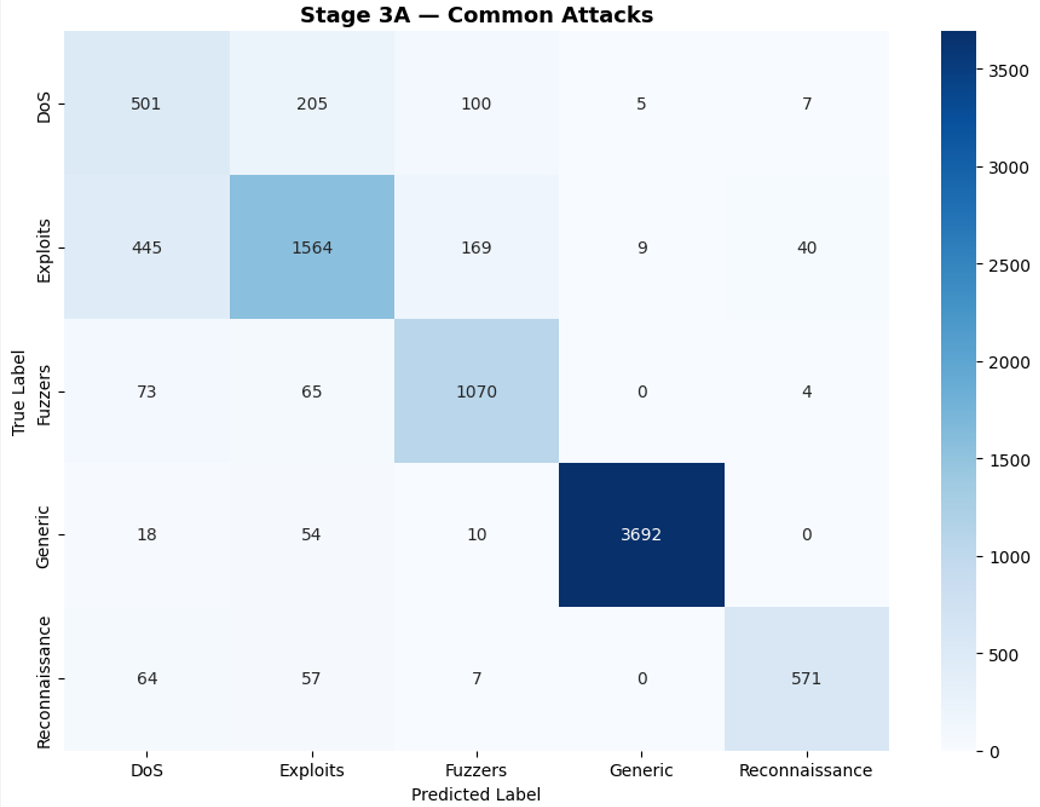 Stage 3A — Common Attacks
True Label
DoS 501 205 100 5 7
Exploits 445 1564 169 9 40
Fuzzers 73 65 1070 0 4
Generic 18 54 10 3692 0
Reconnaissance 64 57 7 0 571
DoS Exploits Fuzzers Generic Reconnaissance
Predicted Label
3500
3000
2500
2000
1500
1000
500
0